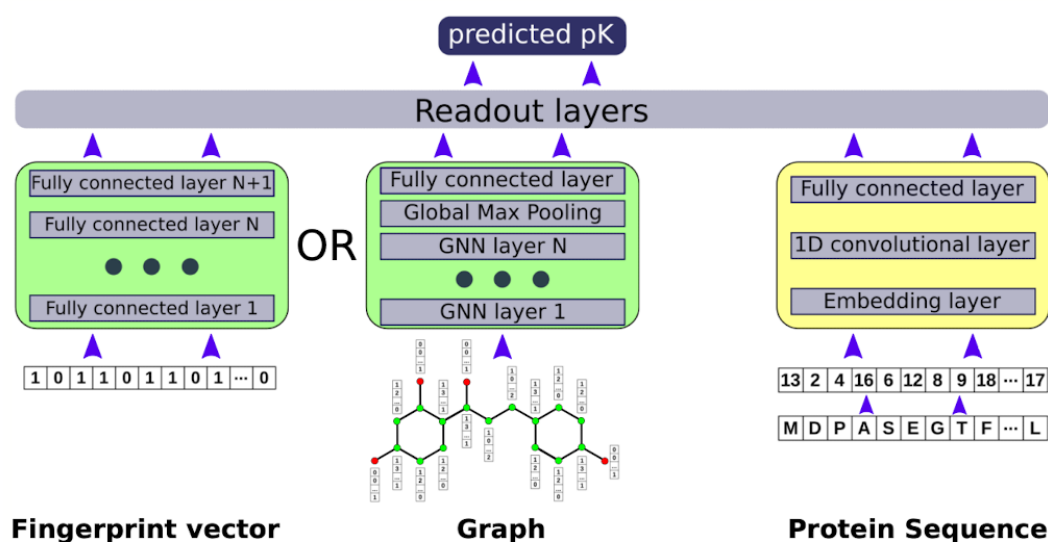 predicted pK
Readout layers
Fully connected layer N+1
Fully connected layer N
Fully connected layer 1
1 0 1 1 0 1 1 0 1 ... 0
Fingerprint vector
OR
Fully connected layer
Global Max Pooling
GNN layer N
GNN layer 1
Graph
Fully connected layer
1D convolutional layer
Embedding layer
13 2 4 16 6 12 8 9 18 ... 17
M D P A S E G T F ... L
Protein Sequence